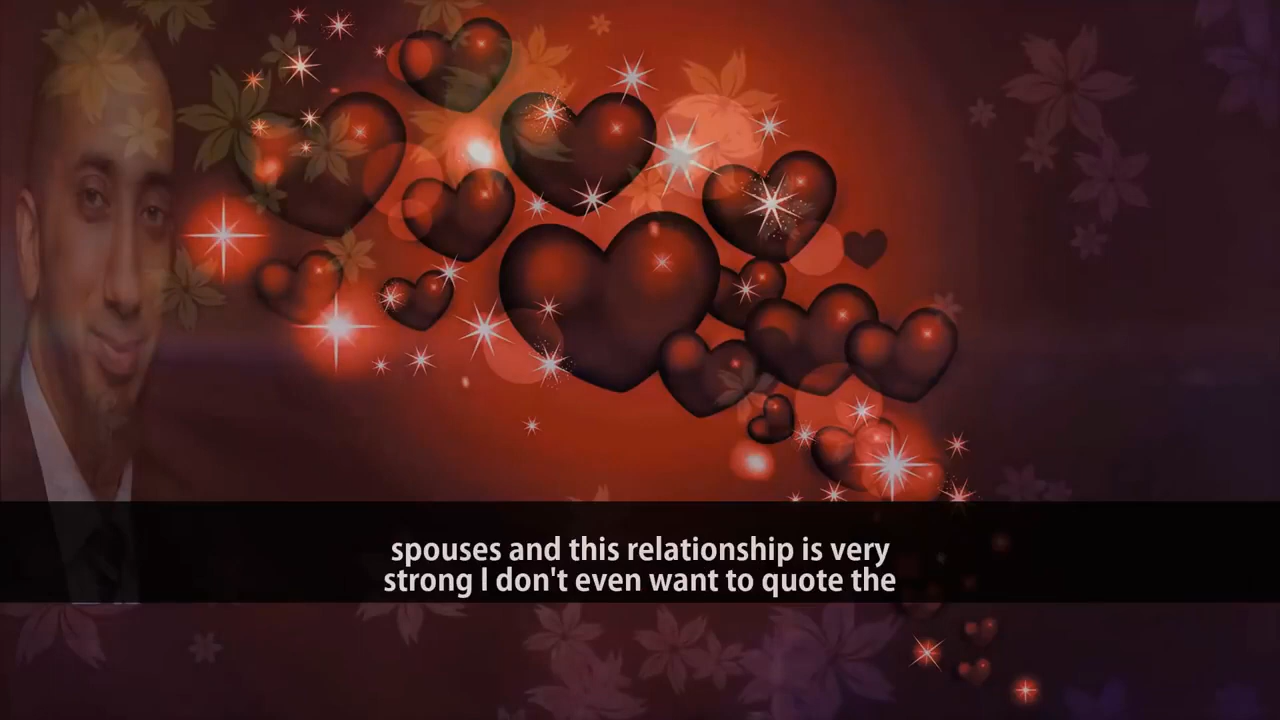 spouses and this relationship is very
strong I don't even want to quote the